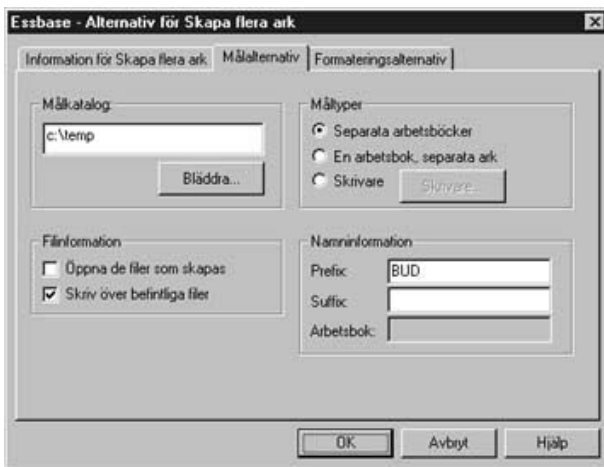 Essbase - Alternativ för Skapa flera ark
Information för Skapa flera ark
Målalternativ
Formateringsalternativ
Målkatalog:
c:\temp
Bläddra...
Måltyper
Separata arbetsböcker
En arbetsbok, separata ark
Skrivare
Skrivare...
Filinformation
Öppna de filer som skapas
Skriv över befintliga filer
Namninformation
Prefix: BUD
Suffix:
Arbetsbok:
OK
Avbryt
Hjälp